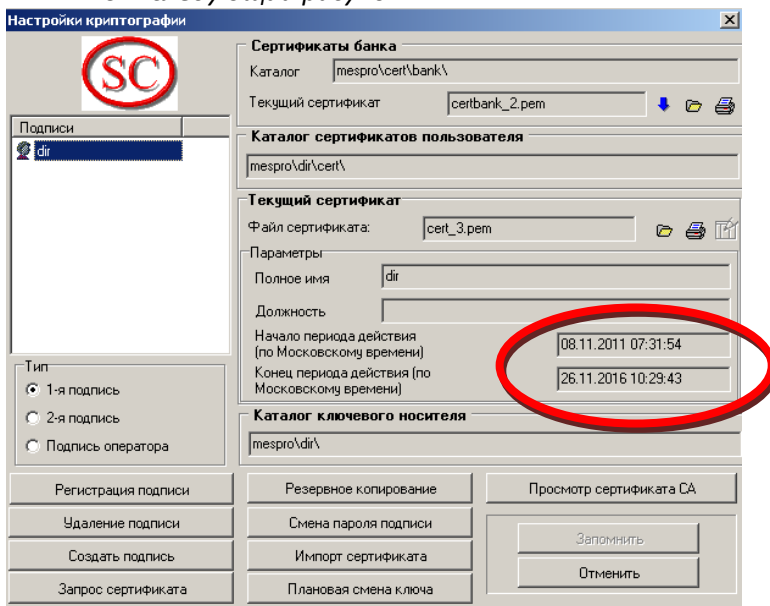 Настройки криптографии
SC
Подписи
dir
Тип
1-я подпись
2-я подпись
Подпись оператора
Сертификаты банка
Каталог mespro\cert\bank\
Текущий сертификат certbank_2.pem
Каталог сертификатов пользователя
mespro\dir\cert\
Текущий сертификат
Файл сертификата: cert_3.pem
Параметры
Полное имя dir
Должность
Начало периода действия
(по Московскому времени) 08.11.2011 07:31:54
Конец периода действия (по
Московскому времени) 26.11.2016 10:29:43
Каталог ключевого носителя
mespro\dir\
Регистрация подписи Резервное копирование Просмотр сертификата СА
Удаление подписи Смена пароля подписи Запомнить
Создать подпись Импорт сертификата Отменить
Запрос сертификата Плановая смена ключа